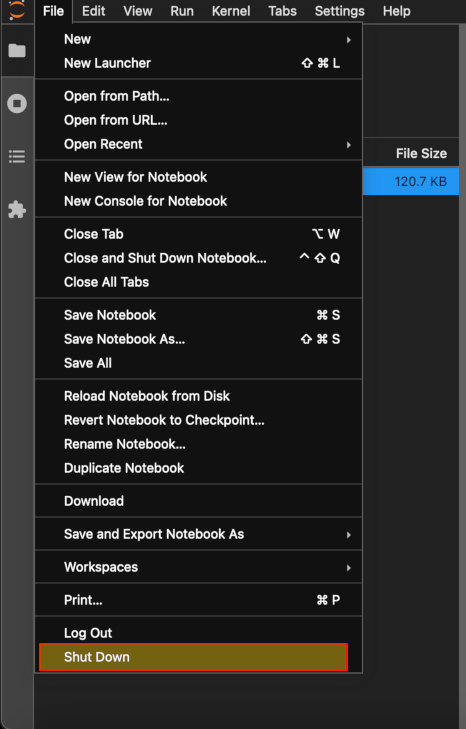 File Edit View Run Kernel Tabs Settings Help
New
New Launcher ⇧ ⌘ L
Open from Path...
Open from URL...
Open Recent
File Size
New View for Notebook
120.7 KB
New Console for Notebook
Close Tab ⌥ W
Close and Shut Down Notebook... ^ ⇧ Q
Close All Tabs
Save Notebook ⌘ S
Save Notebook As... ⇧ ⌘ S
Save All
Reload Notebook from Disk
Revert Notebook to Checkpoint...
Rename Notebook...
Duplicate Notebook
Download
Save and Export Notebook As
Workspaces
Print... ⌘ P
Log Out
Shut Down